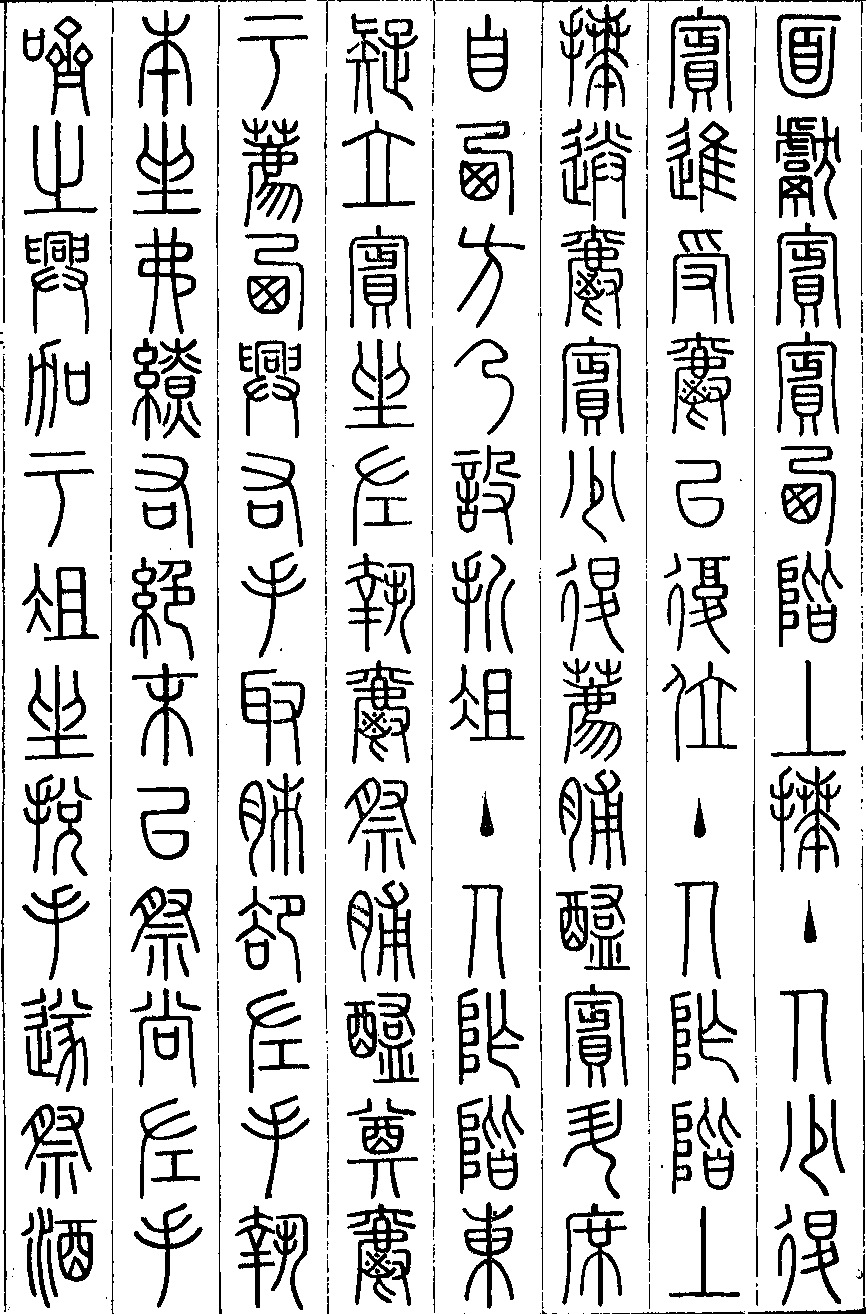 面獻賓賓西階上拜主人少退
賓進受爵以復位主人阼階上
拜送爵賓少退薦脯醢賓升席
自西方乃設折俎主人阼階東
疑立賓坐左執爵祭脯醢奠爵
于薦西興右手取肺卻左手執
本坐弗繚右絕末以祭尚左手
嚌之興加于俎坐挩手遂祭酒